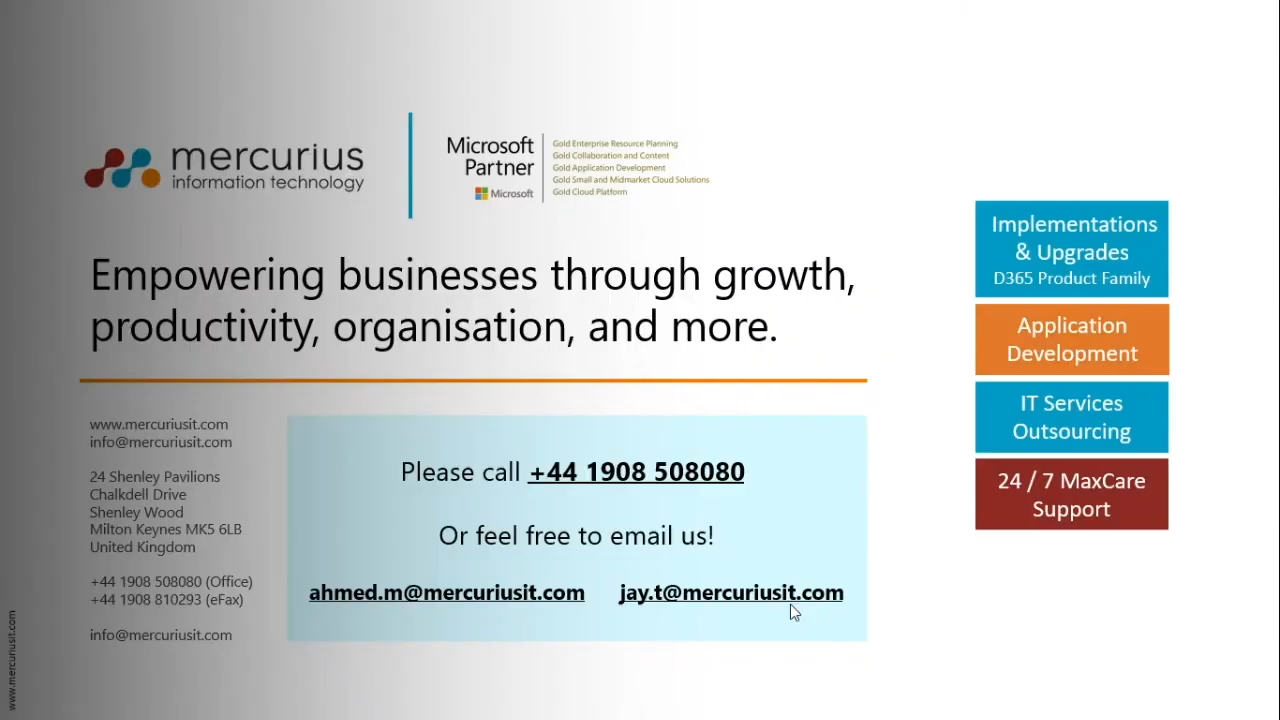 mercurius
information technology
Microsoft
Partner
Microsoft
Gold Enterprise Resource Planning
Gold Collaboration and Content
Gold Application Development
Gold Small and Midmarket Cloud Solutions
Gold Cloud Platform
Empowering businesses through growth,
productivity, organisation, and more.
www.mercuriusit.com
info@mercuriusit.com
24 Shenley Pavilions
Chalkdell Drive
Shenley Wood
Milton Keynes MK5 6LB
United Kingdom
+44 1908 508080 (Office)
+44 1908 810293 (eFax)
info@mercuriusit.com
Please call +44 1908 508080
Or feel free to email us!
ahmed.m@mercuriusit.com jay.t@mercuriusit.com
Implementations
& Upgrades
D365 Product Family
Application
Development
IT Services
Outsourcing
24 / 7 MaxCare
Support
www.mercuriusit.com